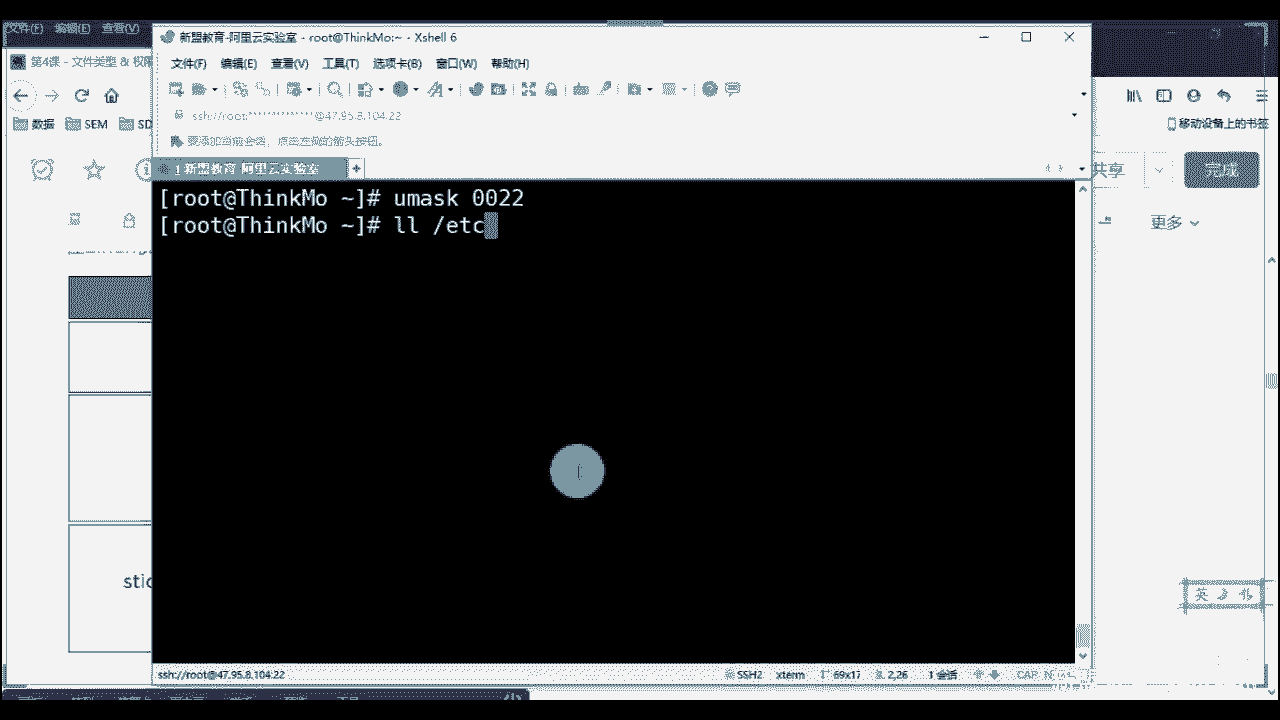 文件(F) 编辑(E) 查看(V)
新盟教育-阿里云实验室 - root@ThinkMo:~ - Xshell 6
第4课 - 文件类型 & 权限
文件(F) 编辑(E) 查看(V) 工具(T) 选项卡(B) 窗口(W) 帮助(H)
ssh://root:**************@47.95.8.104:22
数据 SEM
移动设备上的书签
要添加当前会话，点击左侧的箭头按钮。
1 新盟教育-阿里云实验室
共享 完成
[root@ThinkMo ~]# umask 0022
[root@ThinkMo ~]# ll /etc
更多
stic
英
ssh://root@47.95.8.104:22
SSH2 xterm 69x17 2,26 1 会话 CAP